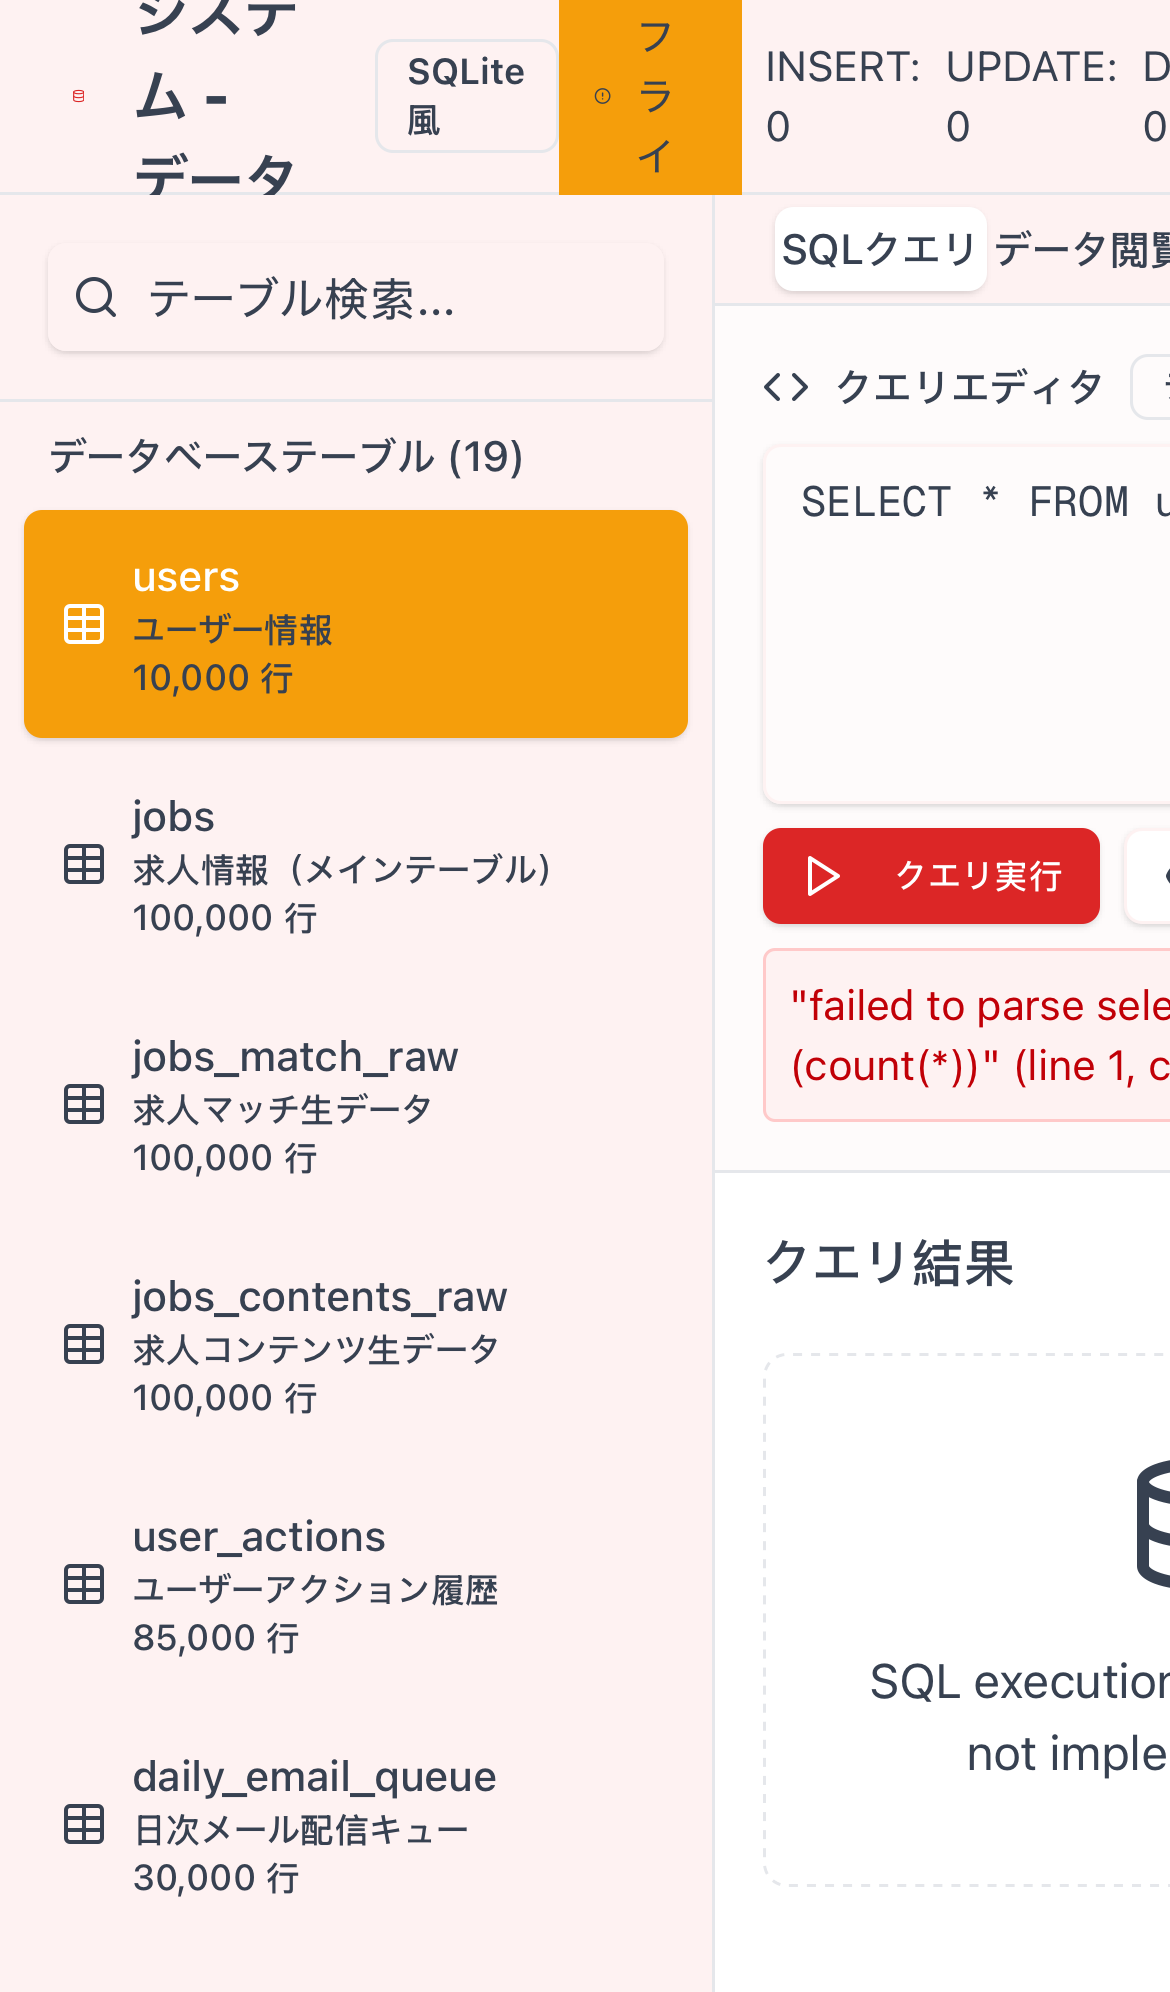 システ
ム -
データ
SQLite
風
フ
ラ
イ
INSERT:
0
UPDATE:
0
D
0
テーブル検索...
データベーステーブル (19)
users
ユーザー情報
10,000 行
jobs
求人情報（メインテーブル）
100,000 行
jobs_match_raw
求人マッチ生データ
100,000 行
jobs_contents_raw
求人コンテンツ生データ
100,000 行
user_actions
ユーザーアクション履歴
85,000 行
daily_email_queue
日次メール配信キュー
30,000 行
SQLクエリ
データ閲覧
クエリエディタ
SELECT * FROM u
クエリ実行
"failed to parse sele
(count(*))" (line 1, c
クエリ結果
SQL execution
not imple